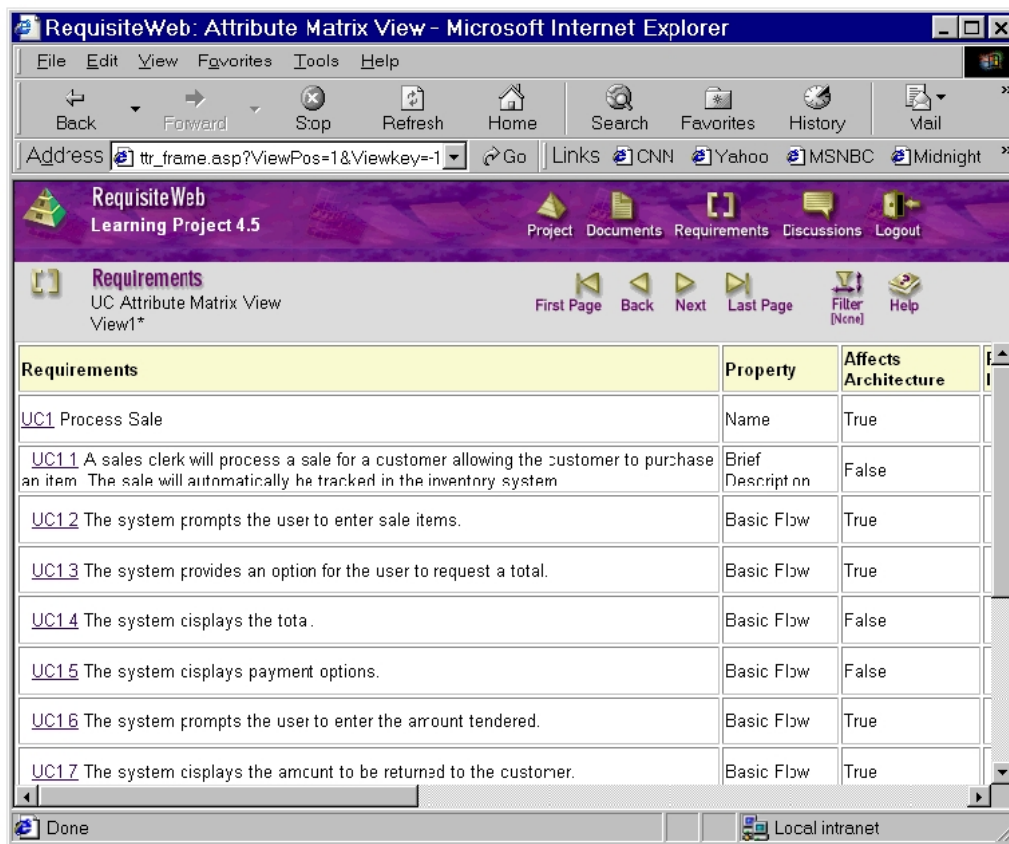 RequisiteWeb: Attribute Matrix View - Microsoft Internet Explorer
File Edit View Favorites Tools Help
Back Forward Stop Refresh Home Search Favorites History Mail
Address ttr_frame.asp?ViewPos=1&Viewkey=-1 Go Links CNN Yahoo MSNBC Midnight
RequisiteWeb
Learning Project 4.5
Project Documents Requirements Discussions Logout
Requirements
UC Attribute Matrix View
View1*
First Page Back Next Last Page Filter Help
[None]
Requirements Property Affects Architecture
UC1 Process Sale Name True
UC1.1 A sales clerk will process a sale for a customer allowing the customer to purchase Brief
an item. The sale will automatically be tracked in the inventory system Description False
UC1.2 The system prompts the user to enter sale items. Basic Flow True
UC1.3 The system provides an option for the user to request a total. Basic Flow True
UC1.4 The system displays the total. Basic Flow False
UC1.5 The system displays payment options. Basic Flow False
UC1.6 The system prompts the user to enter the amount tendered. Basic Flow True
UC1.7 The system displays the amount to be returned to the customer. Basic Flow True
Done Local intranet